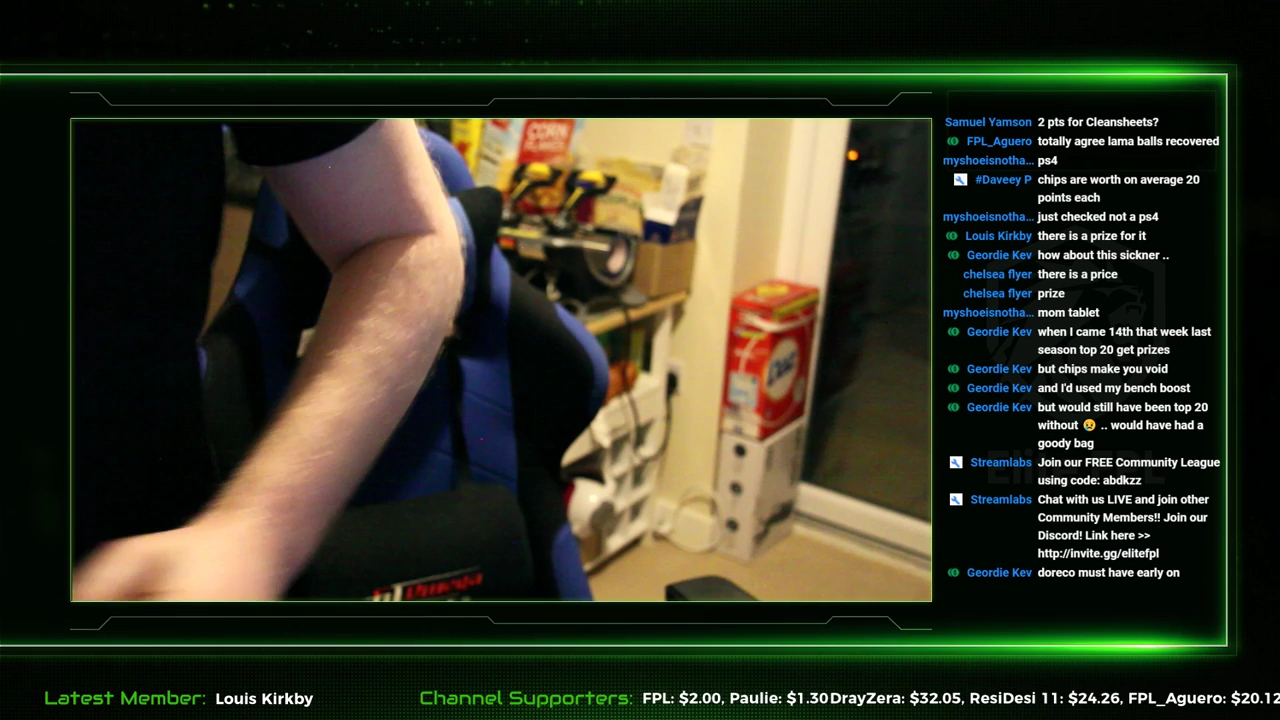 CORN
FLAKES
Daz
Samuel Yamson 2 pts for Cleansheets?
FPL_Aguero totally agree lama balls recovered
myshoeisnotha... ps4
#Daveey P chips are worth on average 20
points each
myshoeisnotha... just checked not a ps4
Louis Kirkby there is a prize for it
Geordie Kev how about this sickner ..
chelsea flyer there is a price
chelsea flyer prize
myshoeisnotha... mom tablet
Geordie Kev when I came 14th that week last
season top 20 get prizes
Geordie Kev but chips make you void
Geordie Kev and I'd used my bench boost
Geordie Kev but would still have been top 20
without 😢 .. would have had a
goody bag
Streamlabs Join our FREE Community League
using code: abdkzz
Streamlabs Chat with us LIVE and join other
Community Members!! Join our
Discord! Link here >>
http://invite.gg/elitefpl
Geordie Kev doreco must have early on
Latest Member: Louis Kirkby
Channel Supporters: FPL: $2.00, Paulie: $1.30DrayZera: $32.05, ResiDesi 11: $24.26, FPL_Aguero: $20.12